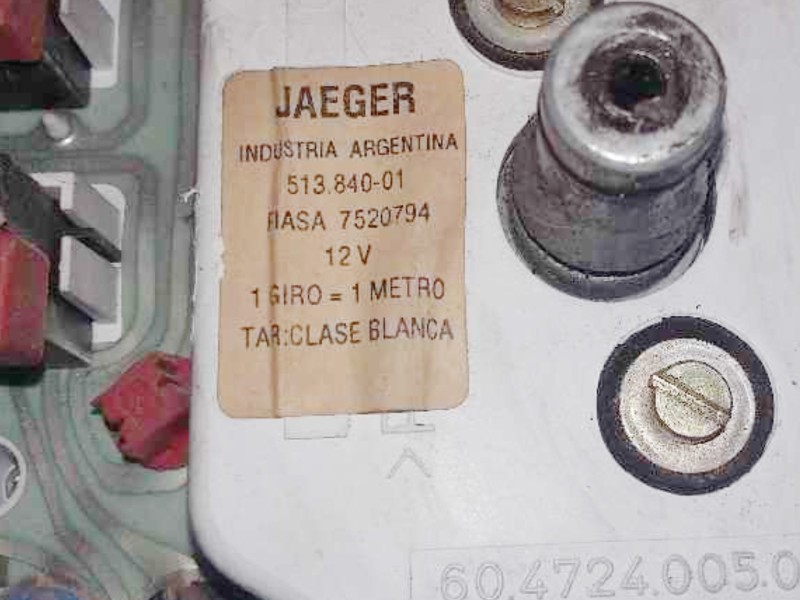 JAEGER
INDUSTRIA ARGENTINA
513.840-01
RASA 7520794
12 V
1 GIRO = 1 METRO
TAR:CLASE BLANCA
60.4724.005.0